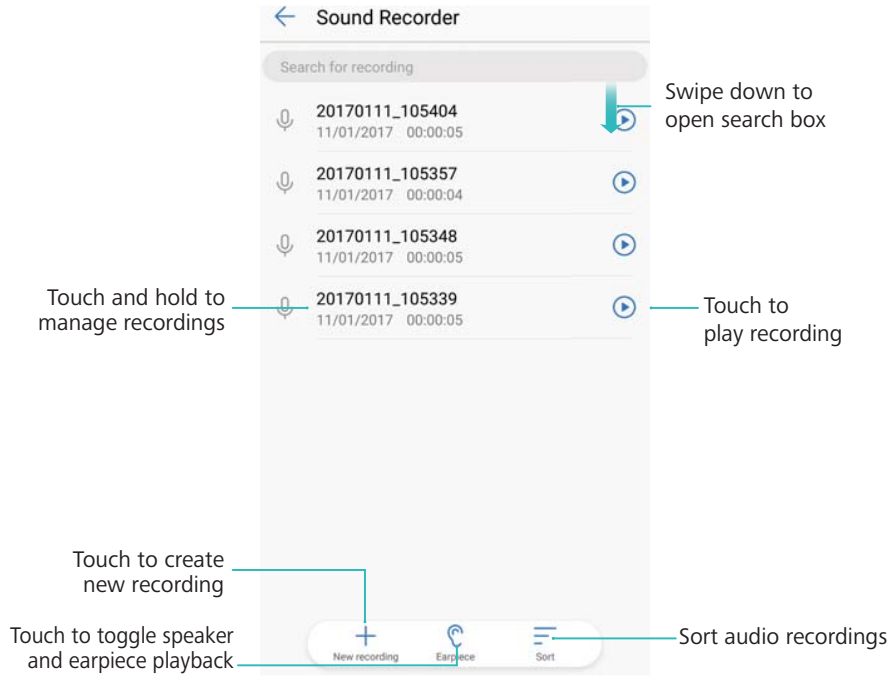 Sound Recorder
Search for recording
Swipe down to
open search box
20170111_105404
11/01/2017 00:00:05
20170111_105357
11/01/2017 00:00:04
20170111_105348
11/01/2017 00:00:05
Touch and hold to
manage recordings
20170111_105339
11/01/2017 00:00:05
Touch to
play recording
Touch to create
new recording
Touch to toggle speaker
and earpiece playback
New recording
Earpiece
Sort
Sort audio recordings